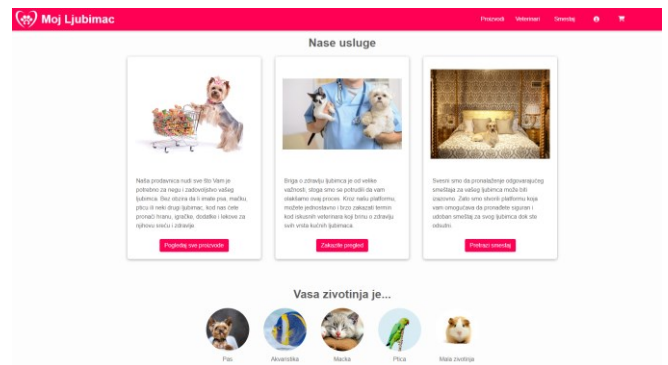 Moj Ljubimac
Proizvodi Veterinari Smestaj
Nase usluge
Naša prodavnica nudi sve što Vam je
potrebno za negu i zadovoljstvo vašeg
ljubimca. Bez obzira da li imate psa, mačku,
pticu ili neki drugi ljubimac, kod nas ćete
pronaći hranu, igračke, dodatke i lekove za
njihovu sreću i zdravlje
Pogledaj sve proizvode
Briga o zdravlju ljubimca je od velike
važnosti, stoga smo se potrudili da vam
olakšamo ovaj proces. Kroz našu platformu,
možete jednostavno i brzo zakazati termin
kod iskusnih veterinara koji brinu o zdravlju
svih vrsta kućnih ljubimaca.
Zakazite pregled
Svesni smo da pronalaženje odgovarajućeg
smeštaja za vašeg ljubimca može biti
izazovno. Zato smo stvorili platformu koja
vam omogućava da pronađete siguran i
udoban smeštaj za svog ljubimca dok ste
odsutni.
Pretrazi smestaj
Vasa zivotinja je...
Pas
Akvaristika
Macka
Ptica
Mala zivotinja